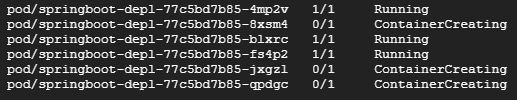 pod/springboot-depl-77c5bd7b85-4mp2v   1/1     Running
pod/springboot-depl-77c5bd7b85-8xsm4   0/1     ContainerCreating
pod/springboot-depl-77c5bd7b85-blxrc   1/1     Running
pod/springboot-depl-77c5bd7b85-fs4p2   1/1     Running
pod/springboot-depl-77c5bd7b85-jxgzl   0/1     ContainerCreating
pod/springboot-depl-77c5bd7b85-qpdgc   0/1     ContainerCreating